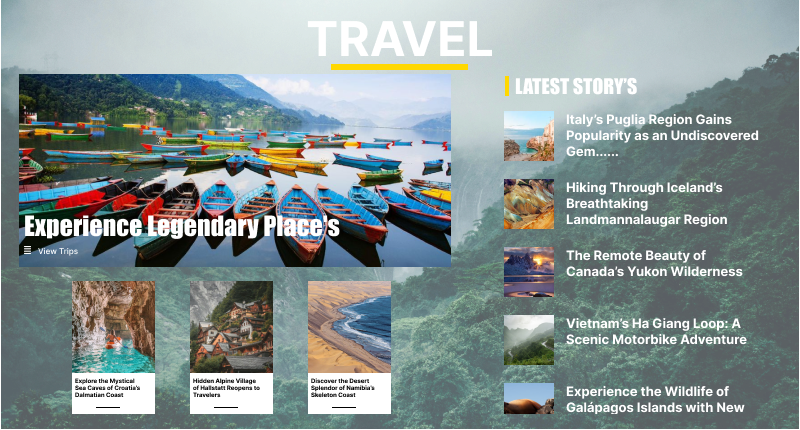 TRAVEL
Experience Legendary Place's
View Trips
Explore the Mystical
Sea Caves of Croatia's
Dalmatian Coast
Hidden Alpine Village
of Hallstatt Reopens to
Travelers
Discover the Desert
Splendor of Namibia's
Skeleton Coast
LATEST STORY'S
Italy's Puglia Region Gains
Popularity as an Undiscovered
Gem......
Hiking Through Iceland's
Breathtaking
Landmannalaugar Region
The Remote Beauty of
Canada's Yukon Wilderness
Vietnam's Ha Giang Loop: A
Scenic Motorbike Adventure
Experience the Wildlife of
Galápagos Islands with New